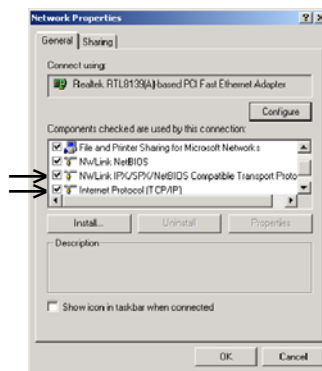 Network Properties
General Sharing
Connect using:
Realtek RTL8139(A)-based PCI Fast Ethernet Adapter
Configure
Components checked are used by this connection:
File and Printer Sharing for Microsoft Networks
NWLink NetBIOS
NWLink IPX/SPX/NetBIOS Compatible Transport Proto
Internet Protocol (TCP/IP)
Install... Uninstall Properties
Description
Show icon in taskbar when connected
OK Cancel